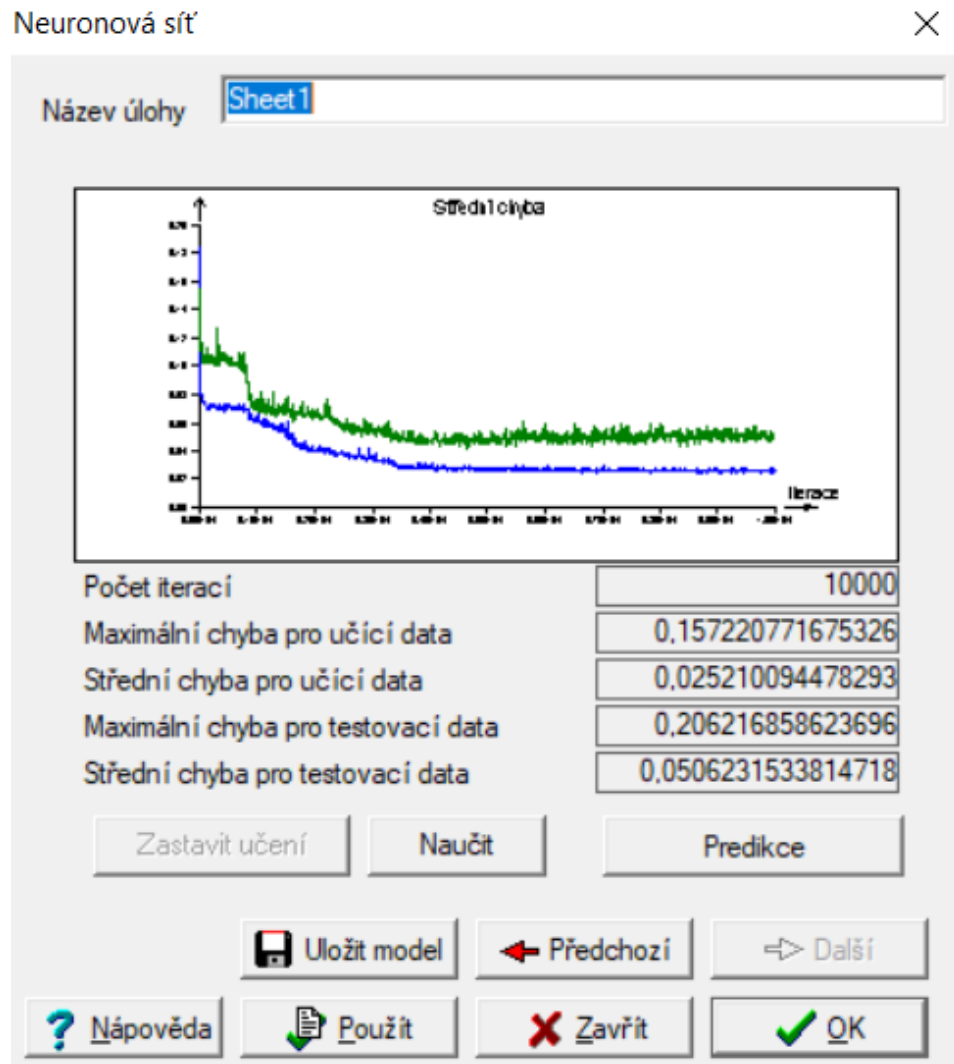 Neuronová síť
Název úlohy Sheet1
Střední chyba
Iterace
Počet iterací 10000
Maximální chyba pro učící data 0,157220771675326
Střední chyba pro učící data 0,025210094478293
Maximální chyba pro testovací data 0,206216858623696
Střední chyba pro testovací data 0,0506231533814718
Zastavit učení Naučit Predikce
Uložit model Předchozí Další
Nápověda Použít Zavřít OK